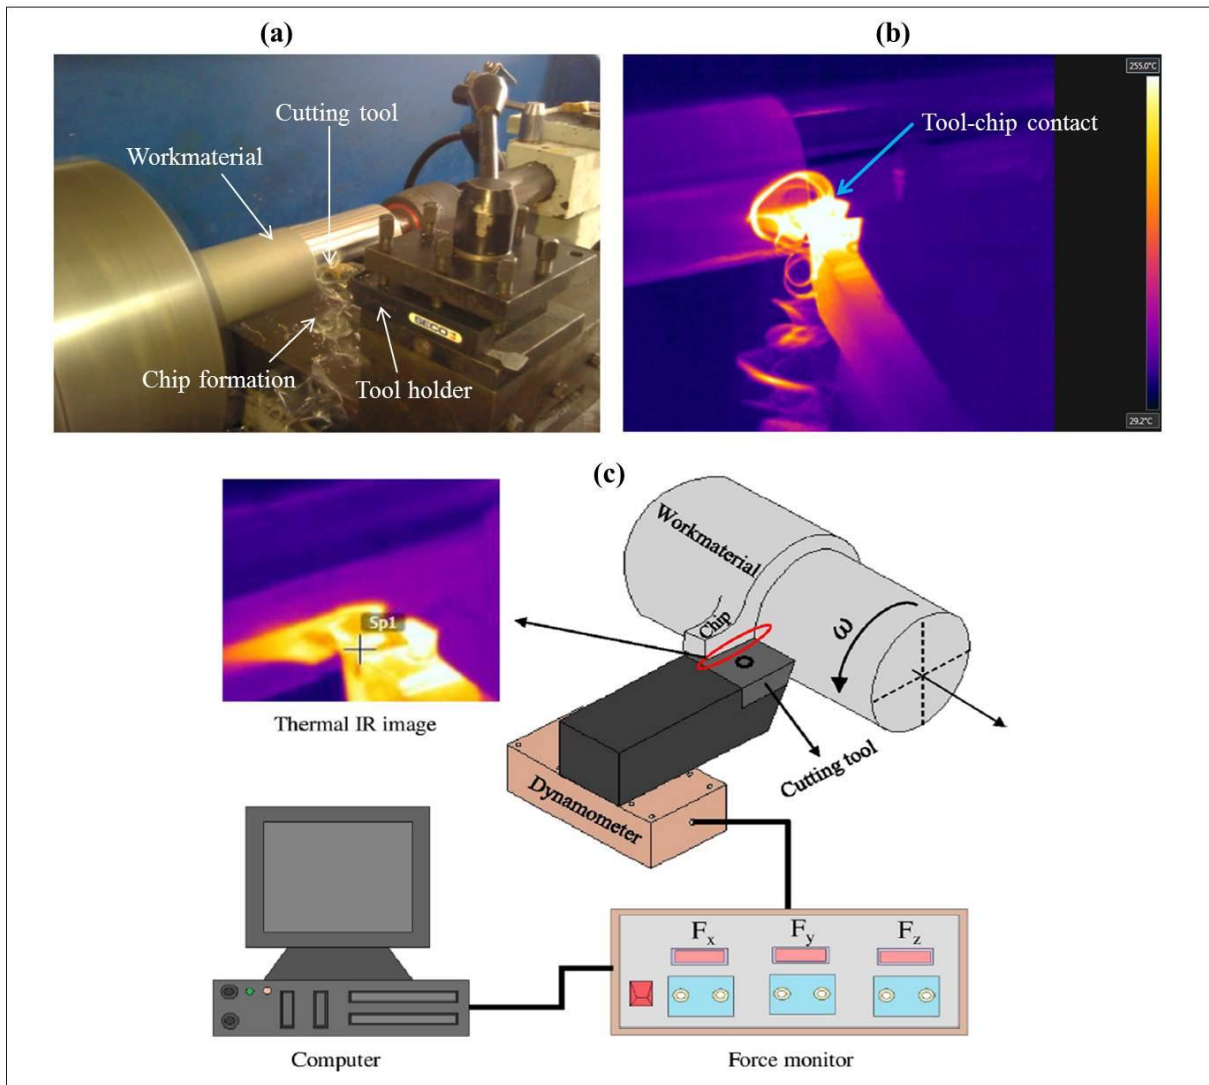 (a)
Cutting tool
Workmaterial
Chip formation
Tool holder
SECO
(b)
Tool-chip contact
255.0°C
29.2°C
(c)
Sp1
Thermal IR image
Workmaterial
Chip
ω
Cutting tool
Dynamometer
Fx
Fy
Fz
Computer
Force monitor